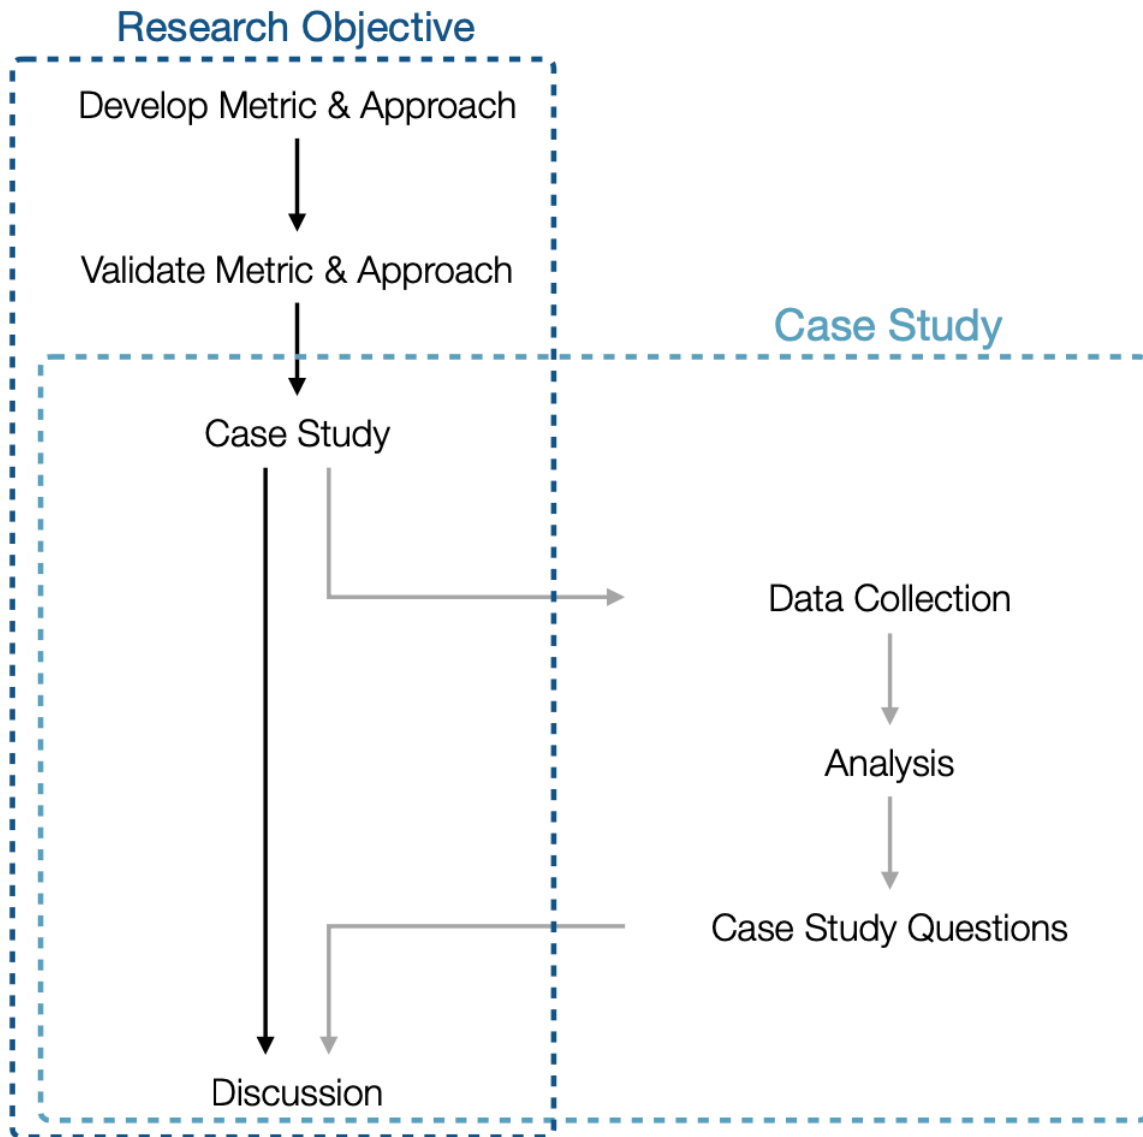 Research Objective
Develop Metric & Approach
Validate Metric & Approach
Case Study
Case Study
Data Collection
Analysis
Case Study Questions
Discussion